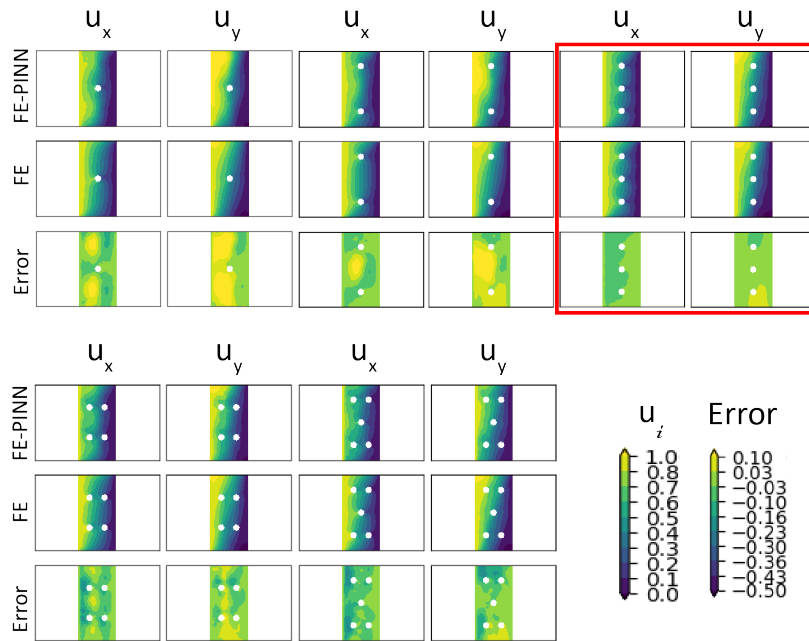 u x u y u x u y u x u y
FE-PINN
FE
Error
u x u y u x u y
FE-PINN
FE
Error
u i Error
1.0 0.10
0.8 0.03
0.7 −0.03
0.6 −0.10
0.5 −0.16
0.4 −0.23
0.3 −0.30
0.2 −0.36
0.1 −0.43
0.0 −0.50